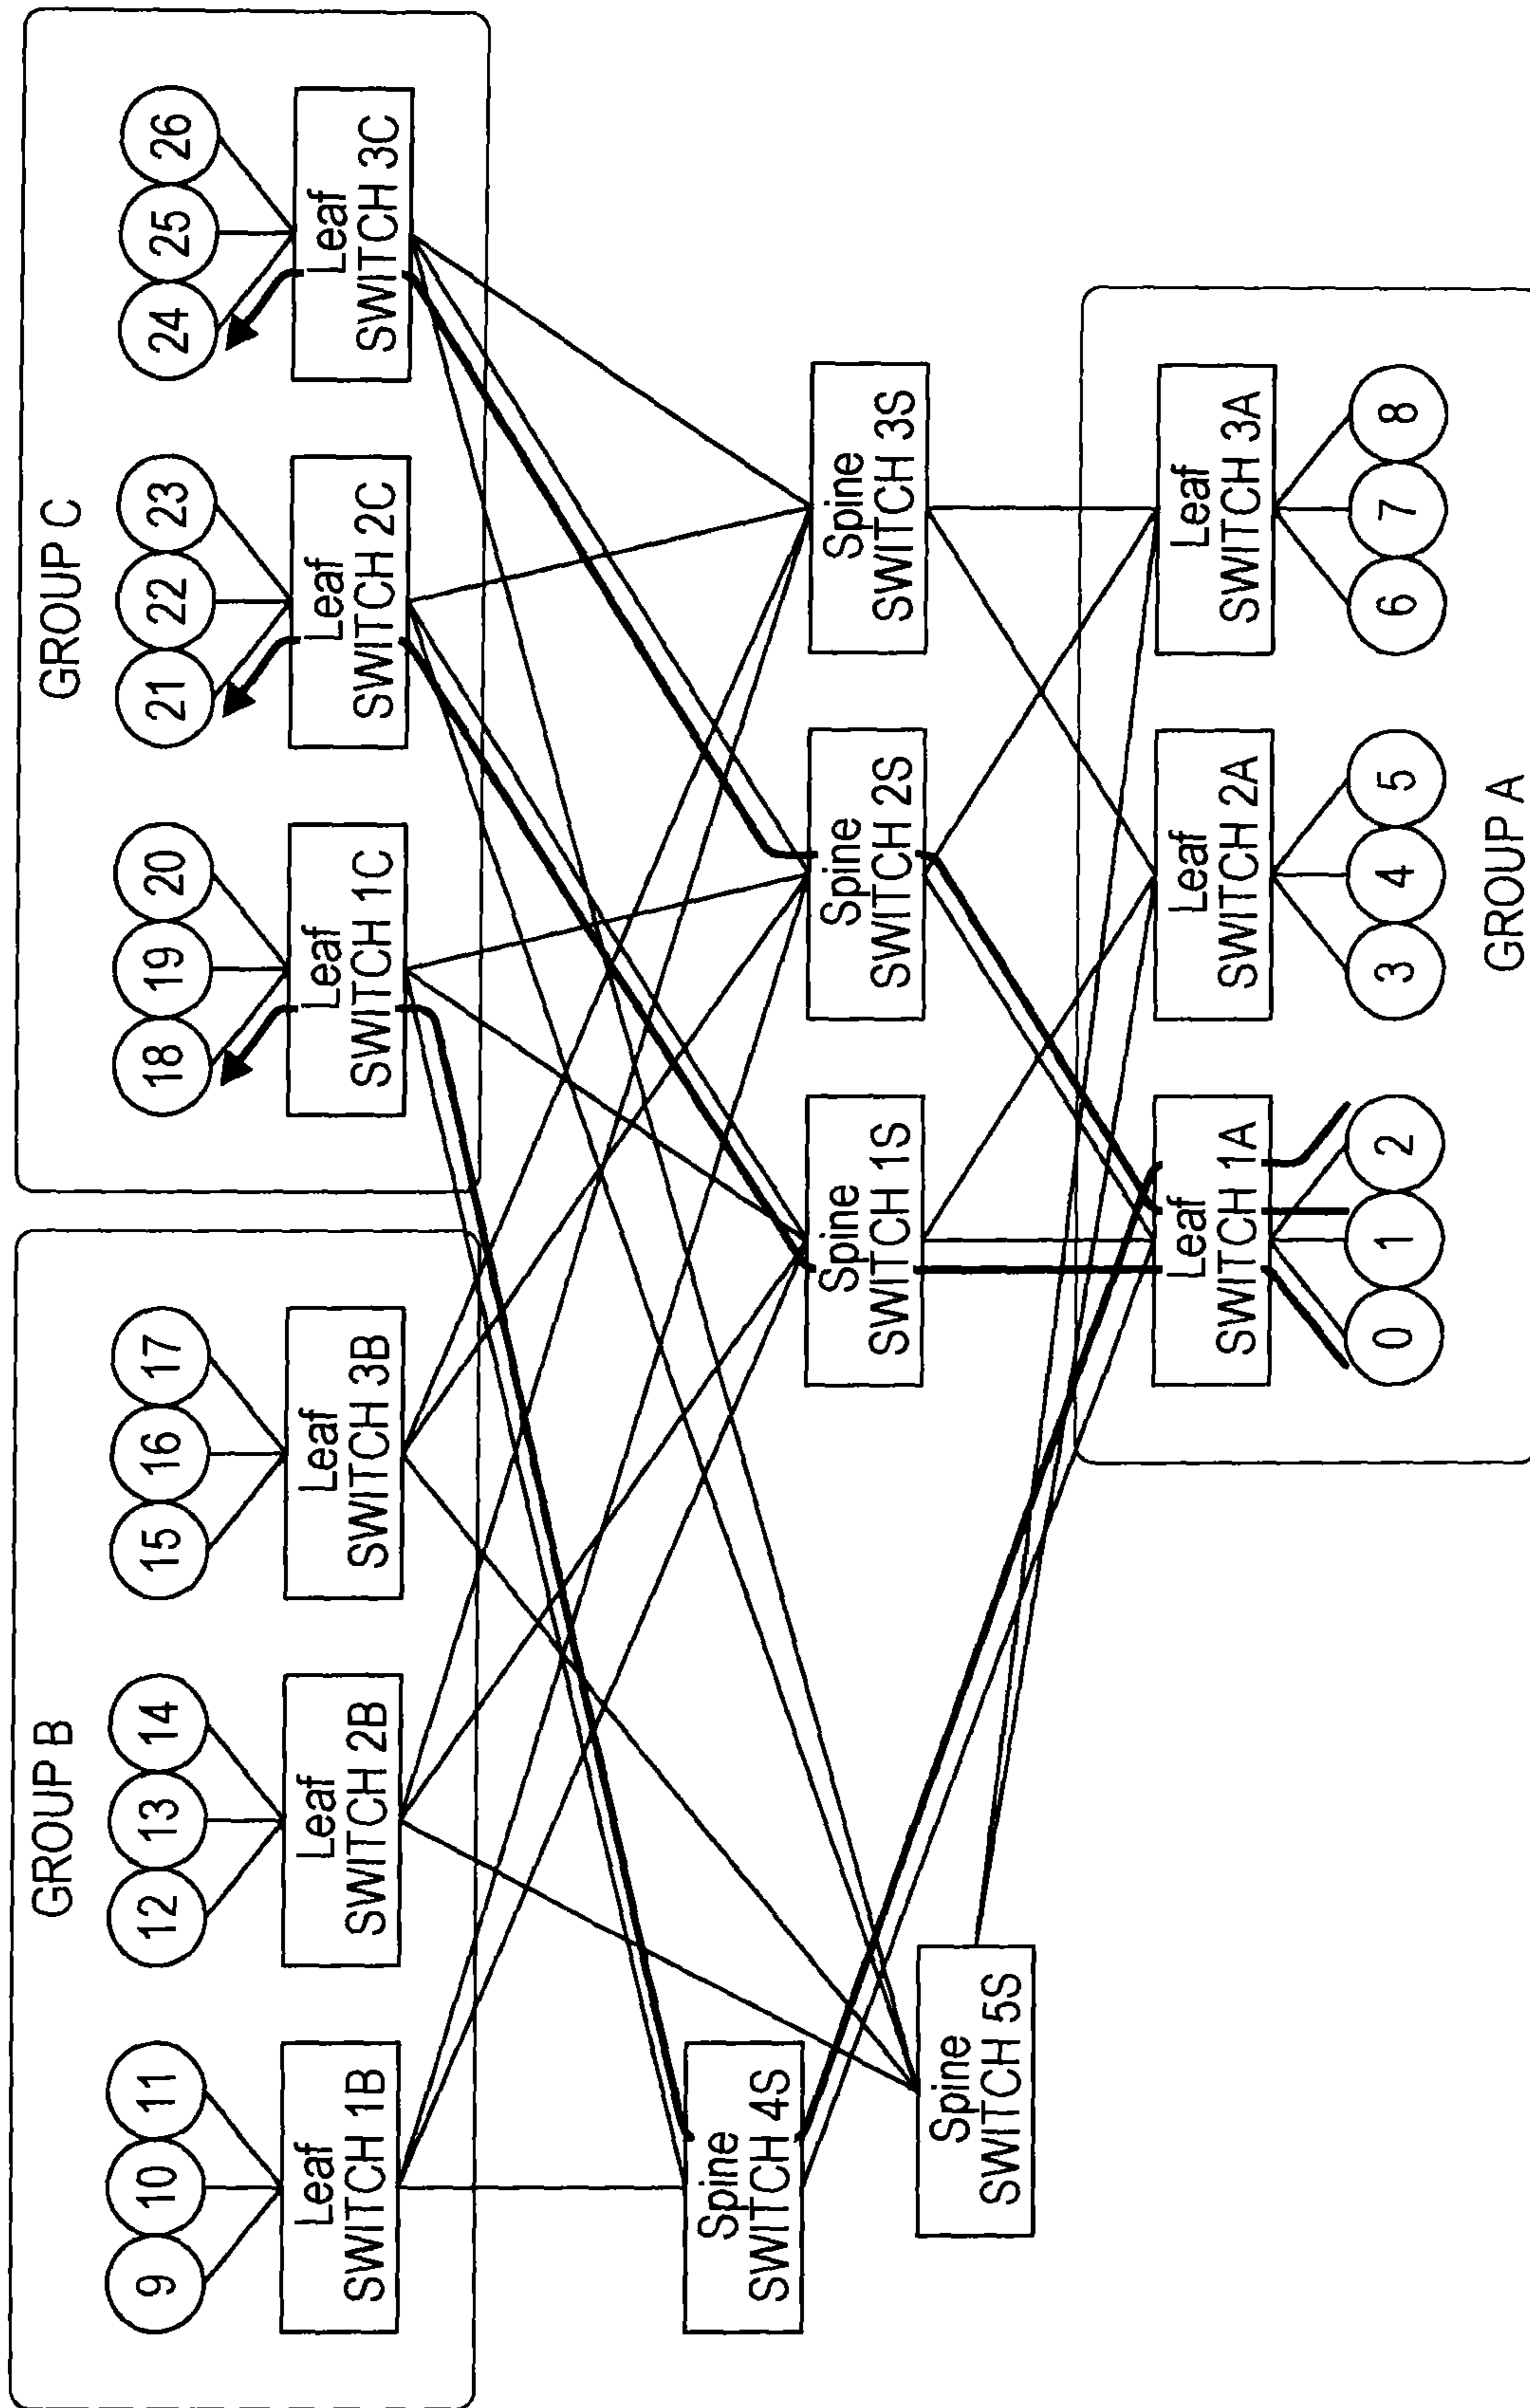 GROUP B
9
10
11
12
13
14
15
16
17
Leaf
SWITCH 1B
Leaf
SWITCH 2B
Leaf
SWITCH 3B
GROUP C
18
19
20
21
22
23
24
25
26
Leaf
SWITCH 1C
Leaf
SWITCH 2C
Leaf
SWITCH 3C
Spine
SWITCH 4S
Spine
SWITCH 5S
Spine
SWITCH 1S
Spine
SWITCH 2S
Spine
SWITCH 3S
Leaf
SWITCH 1A
Leaf
SWITCH 2A
Leaf
SWITCH 3A
0
1
2
3
4
5
6
7
8
GROUP A